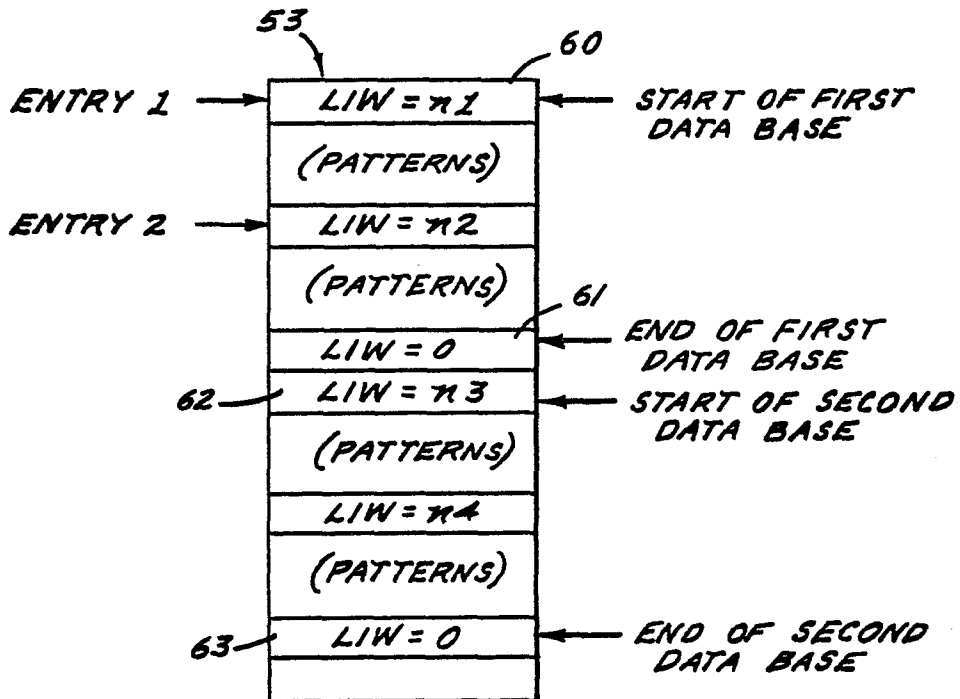 53
60
ENTRY 1
LIW = n1
START OF FIRST
DATA BASE
(PATTERNS)
ENTRY 2
LIW = n2
(PATTERNS)
61
LIW = 0
END OF FIRST
DATA BASE
62
LIW = n3
START OF SECOND
DATA BASE
(PATTERNS)
LIW = n4
(PATTERNS)
63
LIW = 0
END OF SECOND
DATA BASE